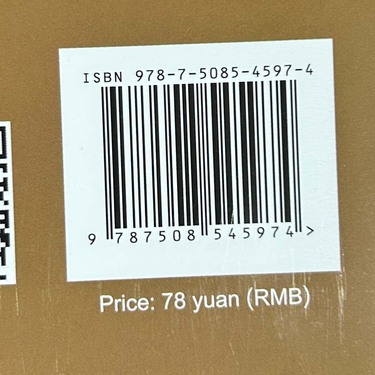 ISBN 978-7-5085-4597-4
9 787508 545974 >
Price: 78 yuan (RMB)